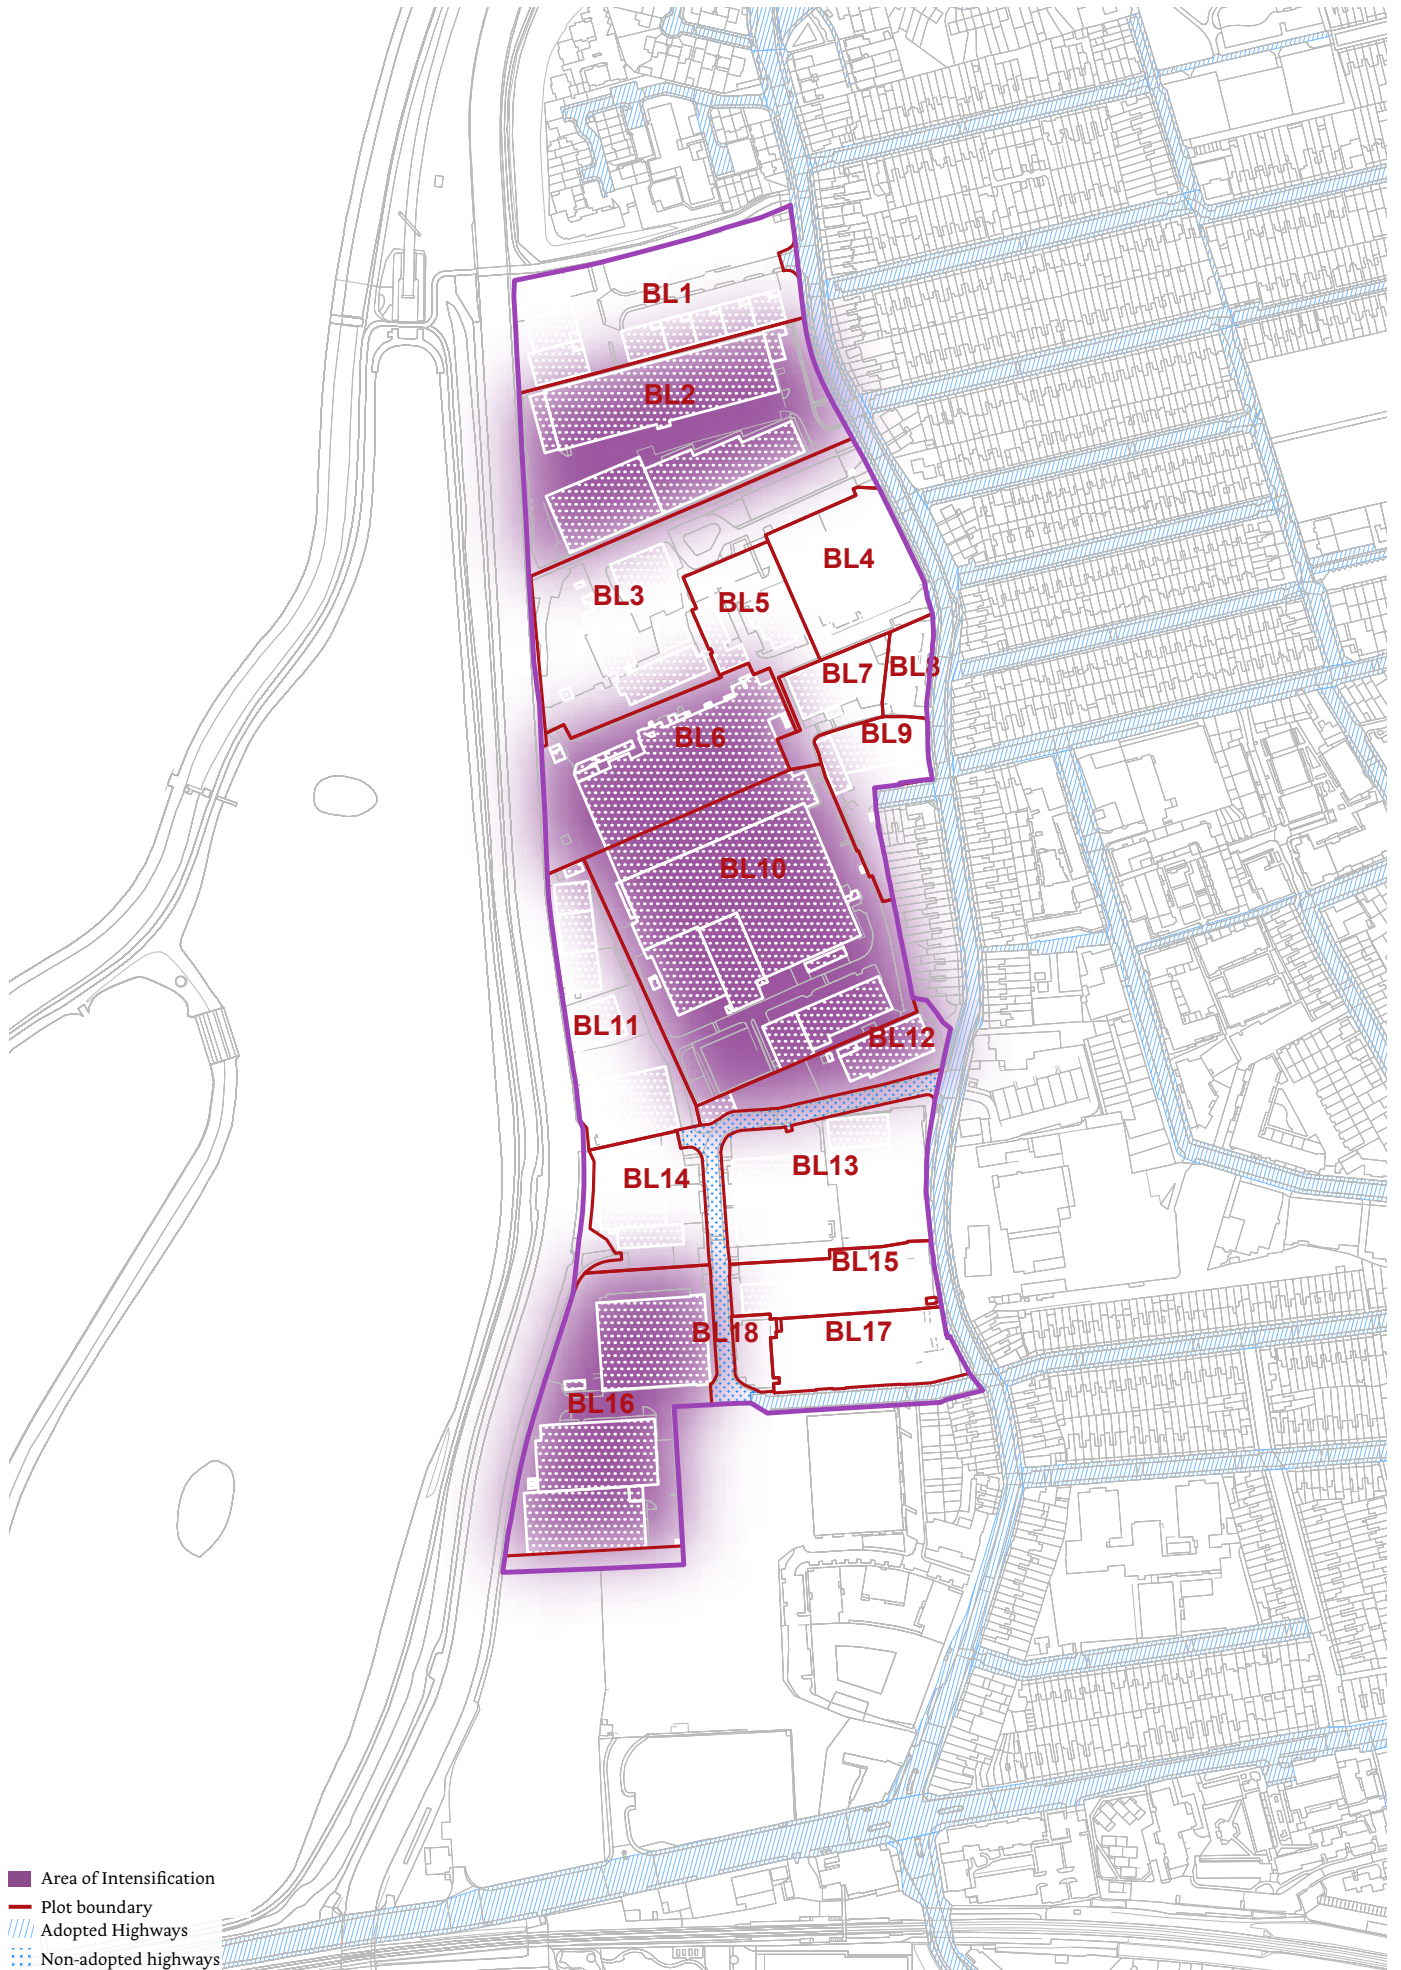 BL1
BL2
BL3
BL4
BL5
BL6
BL7
BL8
BL9
BL10
BL11
BL12
BL13
BL14
BL15
BL16
BL17
BL18
Area of Intensification
Plot boundary
Adopted Highways
Non-adopted highways